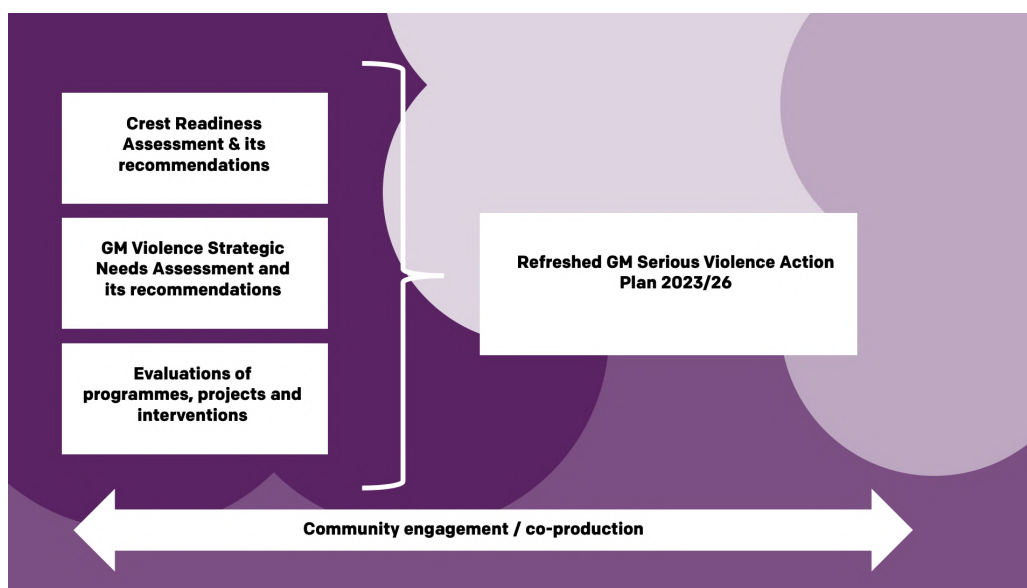 Crest Readiness
Assessment & its
recommendations
GM Violence Strategic
Needs Assessment and
its recommendations
Evaluations of
programmes, projects and
interventions
Refreshed GM Serious Violence Action
Plan 2023/26
Community engagement / co-production